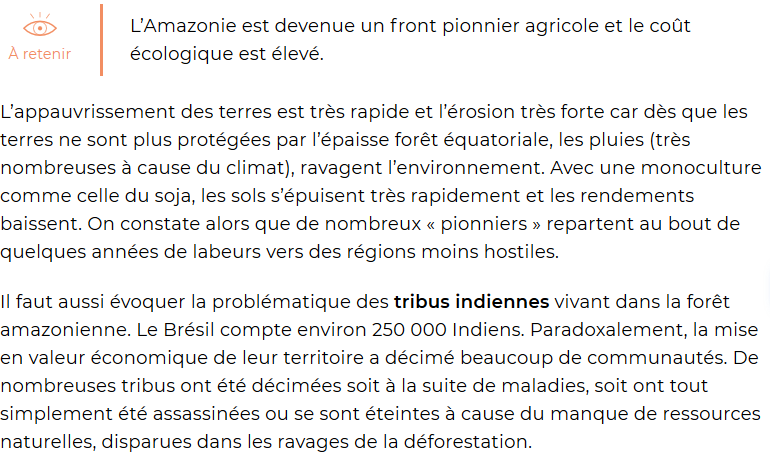 L’Amazonie est devenue un front pionnier agricole et le coût
À retenir
écologique est élevé.
L’appauvrissement des terres est très rapide et l’érosion très forte car dès que les
terres ne sont plus protégées par l’épaisse forêt équatoriale, les pluies (très
nombreuses à cause du climat), ravagent l’environnement. Avec une monoculture
comme celle du soja, les sols s’épuisent très rapidement et les rendements
baissent. On constate alors que de nombreux « pionniers » repartent au bout de
quelques années de labeurs vers des régions moins hostiles.
Il faut aussi évoquer la problématique des tribus indiennes vivant dans la forêt
amazonienne. Le Brésil compte environ 250 000 Indiens. Paradoxalement, la mise
en valeur économique de leur territoire a décimé beaucoup de communautés. De
nombreuses tribus ont été décimées soit à la suite de maladies, soit ont tout
simplement été assassinées ou se sont éteintes à cause du manque de ressources
naturelles, disparues dans les ravages de la déforestation.